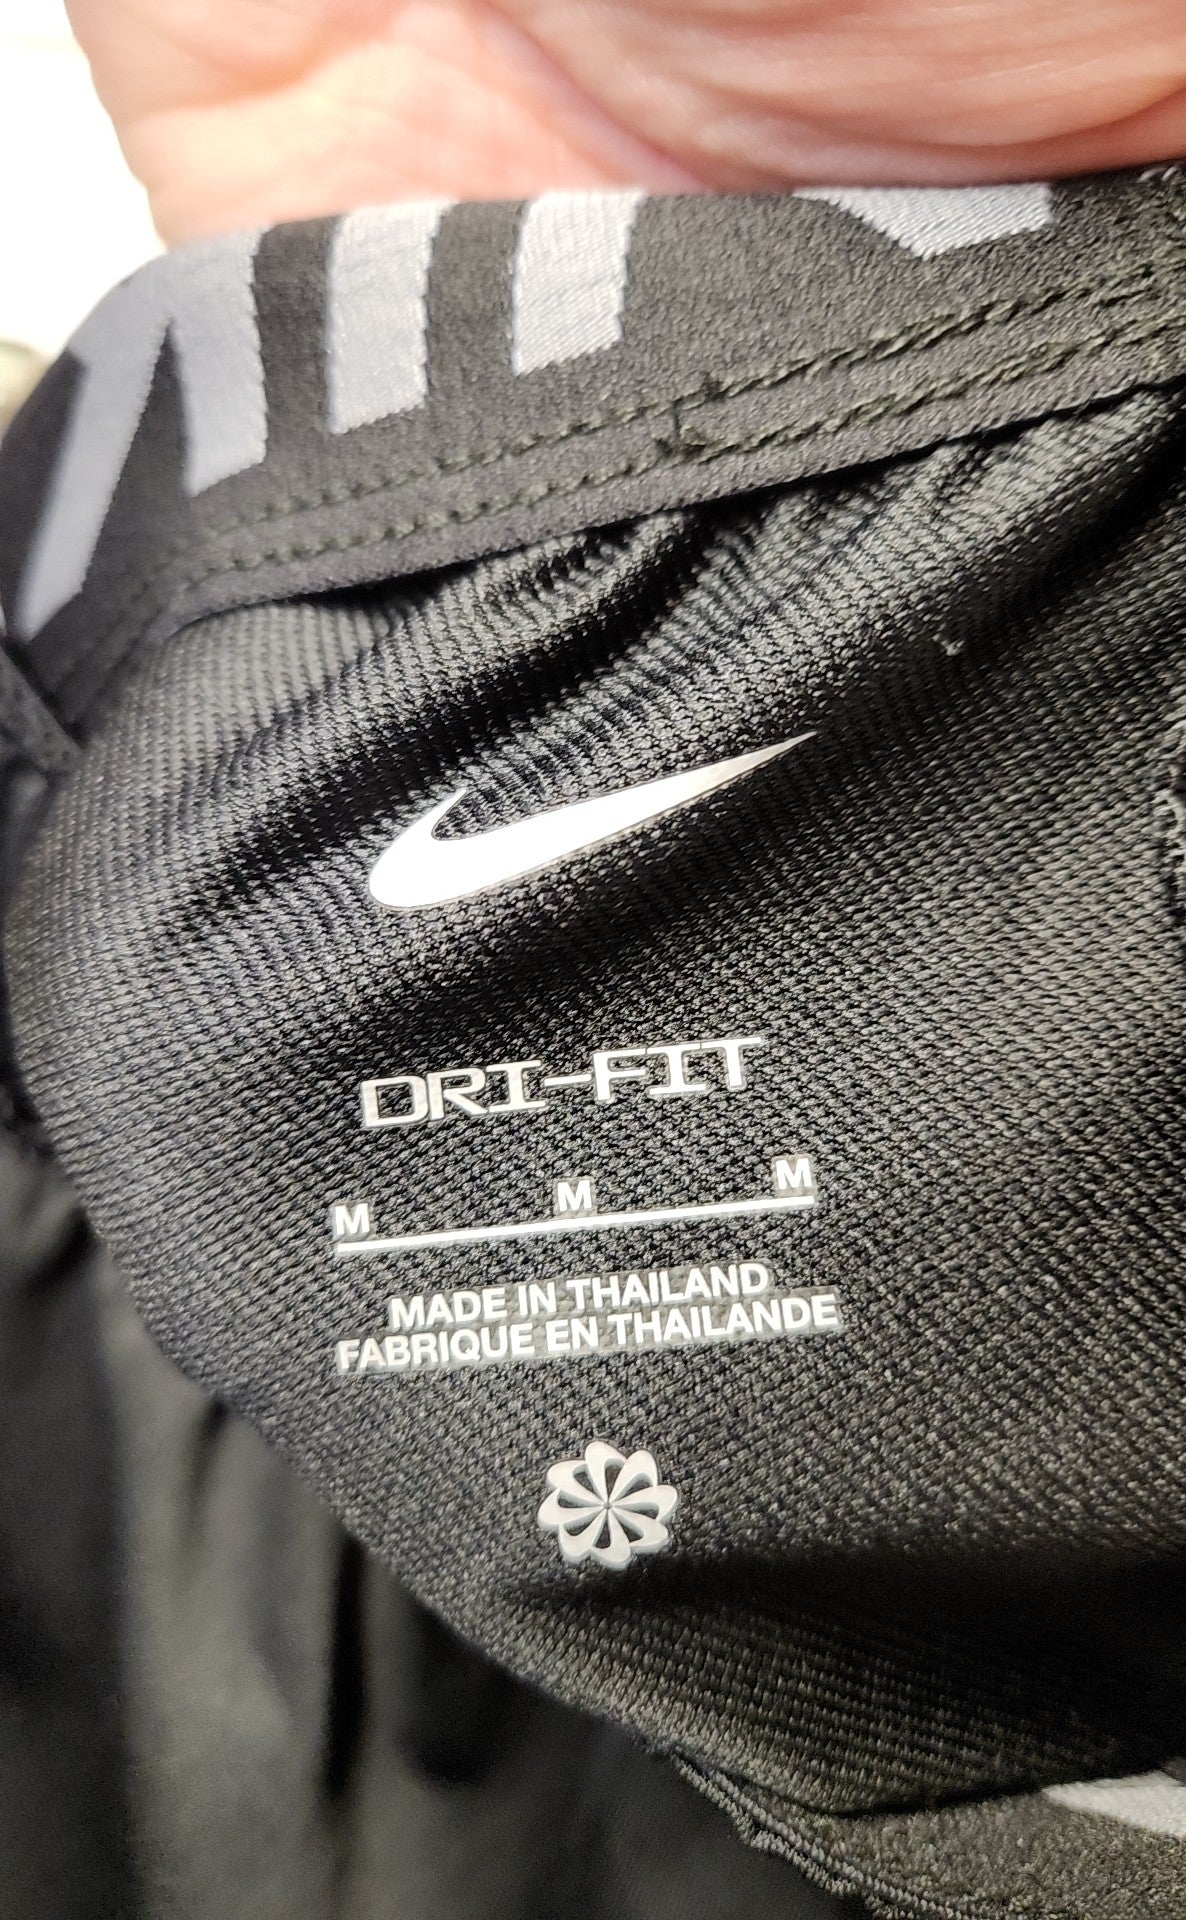 DRI-FIT
M M M
MADE IN THAILAND
FABRIQUE EN THAILANDE